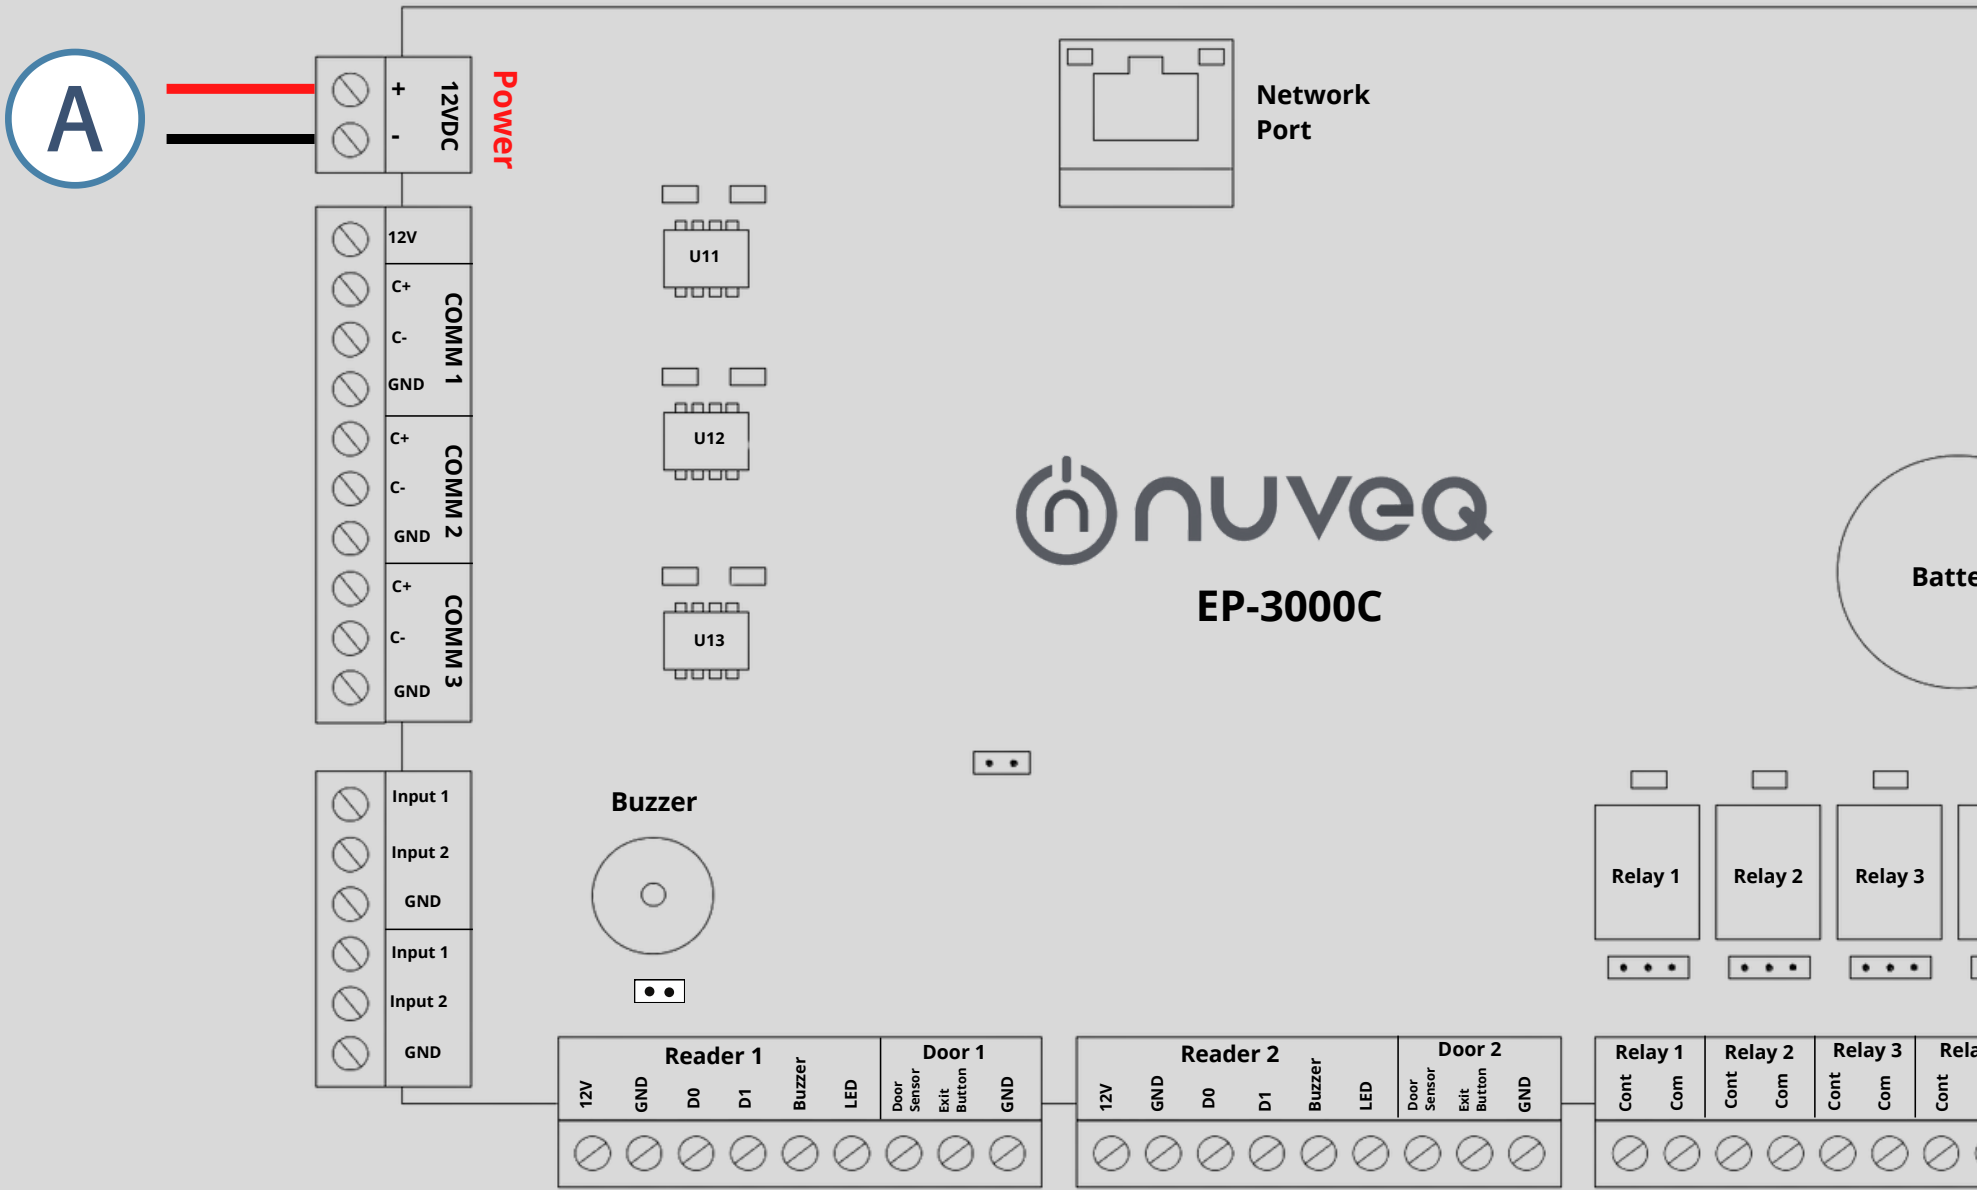 A
+
-
12VDC
Power
Network
Port
12V
C+
C-
GND
COMM 1
C+
C-
GND
COMM 2
C+
C-
GND
COMM 3
U11
U12
U13
nuveq
EP-3000C
Batte
Input 1
Input 2
GND
Input 1
Input 2
GND
Buzzer
Relay 1
Relay 2
Relay 3
Reader 1
12V
GND
D0
D1
Buzzer
LED
Door 1
Door
Sensor
Exit
Button
GND
Reader 2
12V
GND
D0
D1
Buzzer
LED
Door 2
Door
Sensor
Exit
Button
GND
Relay 1
Cont
Com
Relay 2
Cont
Com
Relay 3
Cont
Com
Rela
Cont